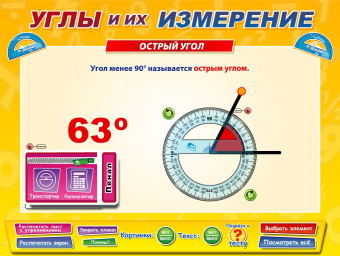 УГЛЫ И ИХ ИЗМЕРЕНИЕ
ОСТРЫЙ УГОЛ
Угол менее 90° называется острым углом.
63°
Транспортир
Калькулятор
Пенал
Распечатать лист с упражнениями
Закрыть плакат
Картинки:
Текст:
Перейти к тесту
?
Выбрать элемент
Распечатать экран
Помощь!
Посмотреть всё